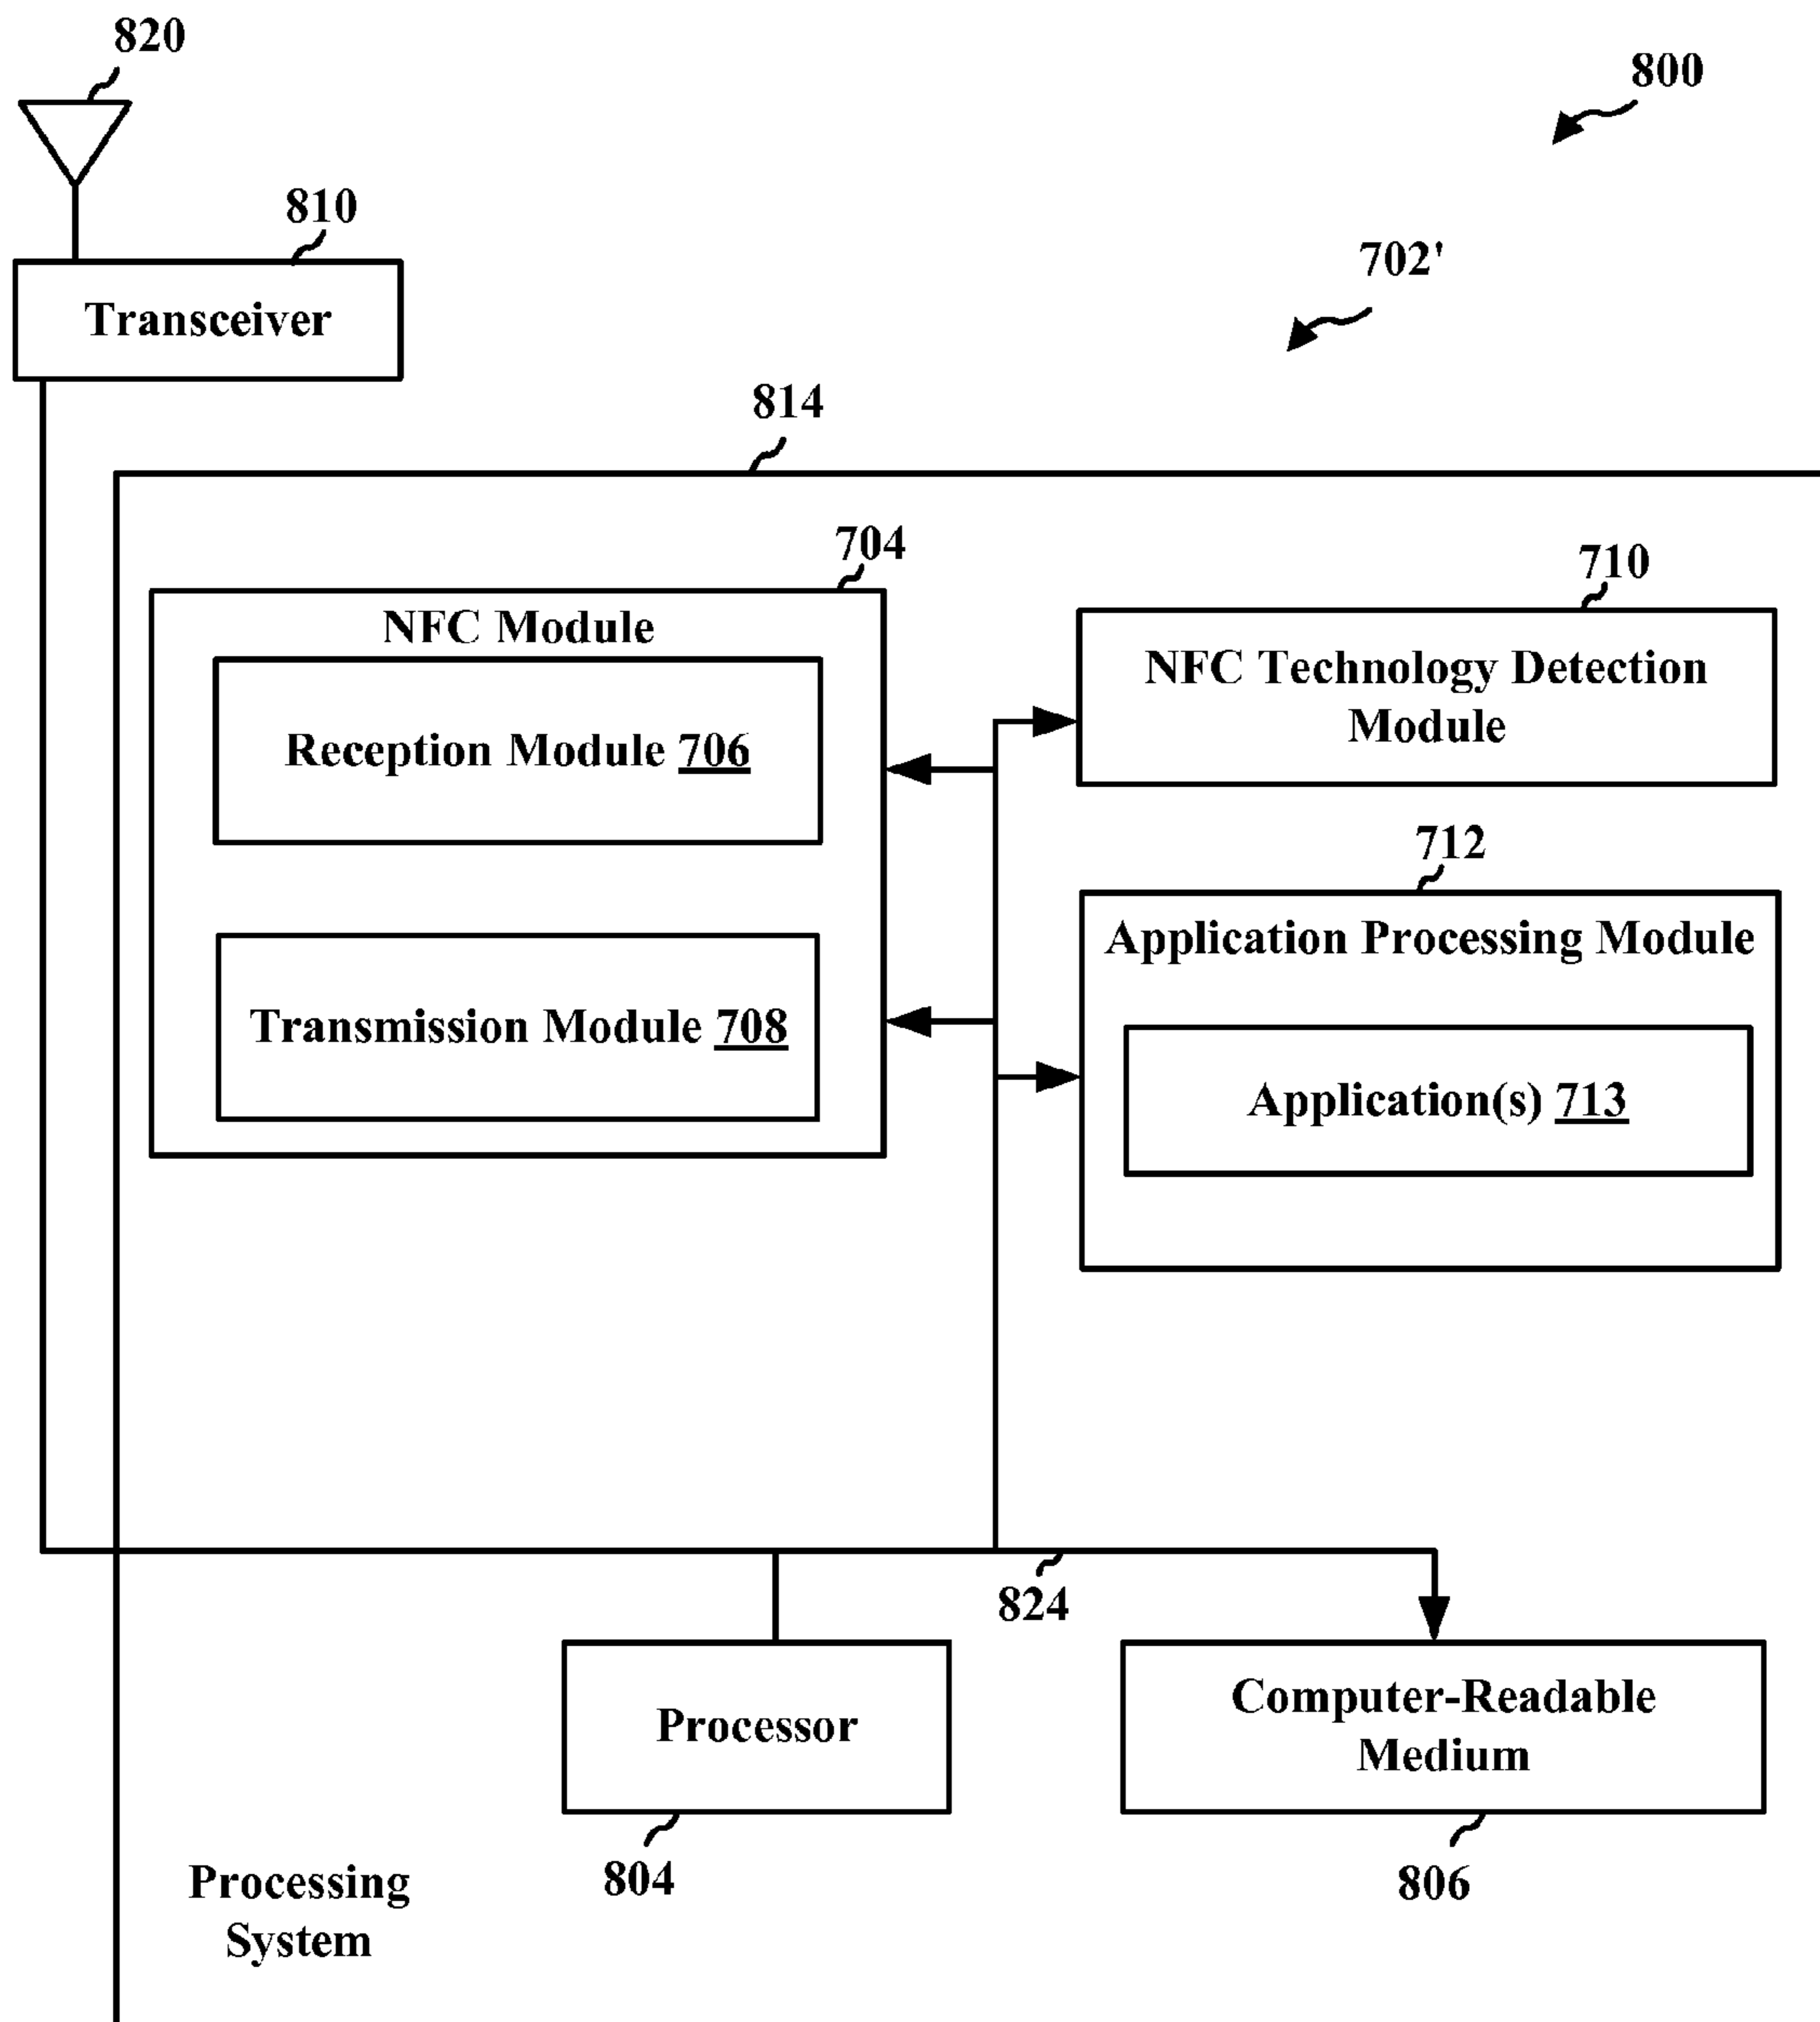 820
800
810
702'
Transceiver
814
704
710
NFC Module
NFC Technology Detection
Module
Reception Module 706
712
Application Processing Module
Transmission Module 708
Application(s) 713
824
Processor
Computer-Readable
Medium
804
806
Processing
System